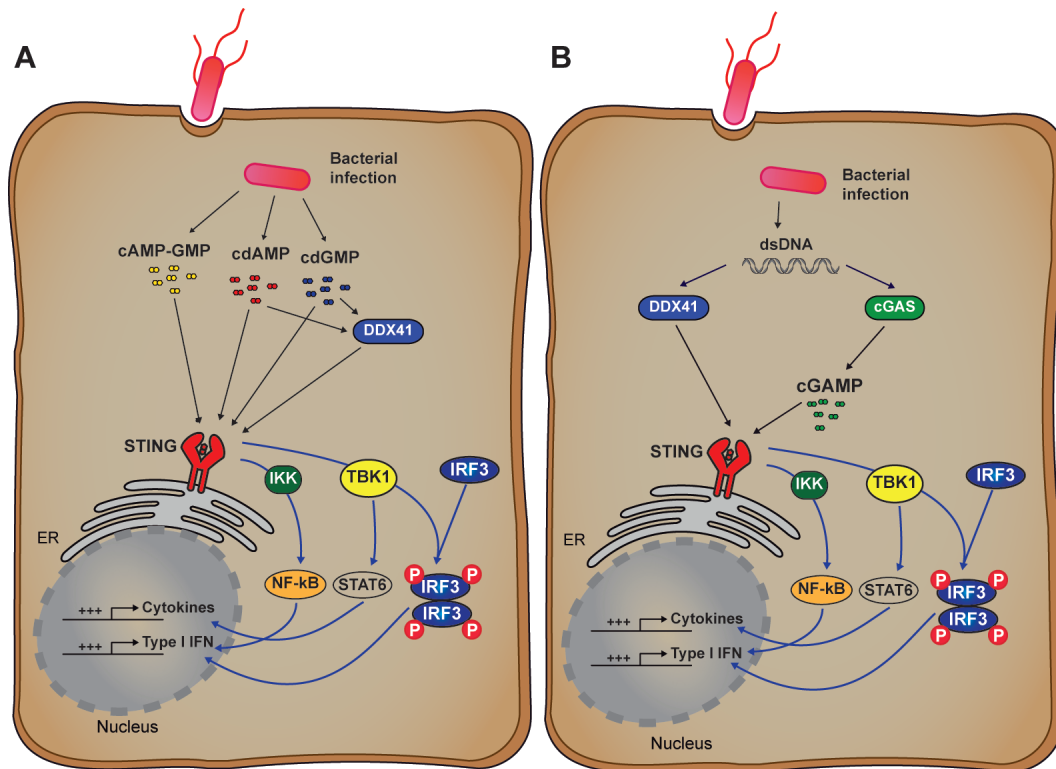 A
Bacterial
infection
cAMP-GMP
cdAMP
cdGMP
DDX41
STING
IKK
TBK1
IRF3
ER
NF-kB
STAT6
P
P
IRF3
IRF3
P
P
+++
Cytokines
+++
Type I IFN
Nucleus
B
Bacterial
infection
dsDNA
DDX41
cGAS
cGAMP
STING
IKK
TBK1
IRF3
ER
NF-kB
STAT6
P
P
IRF3
IRF3
P
P
+++
Cytokines
+++
Type I IFN
Nucleus